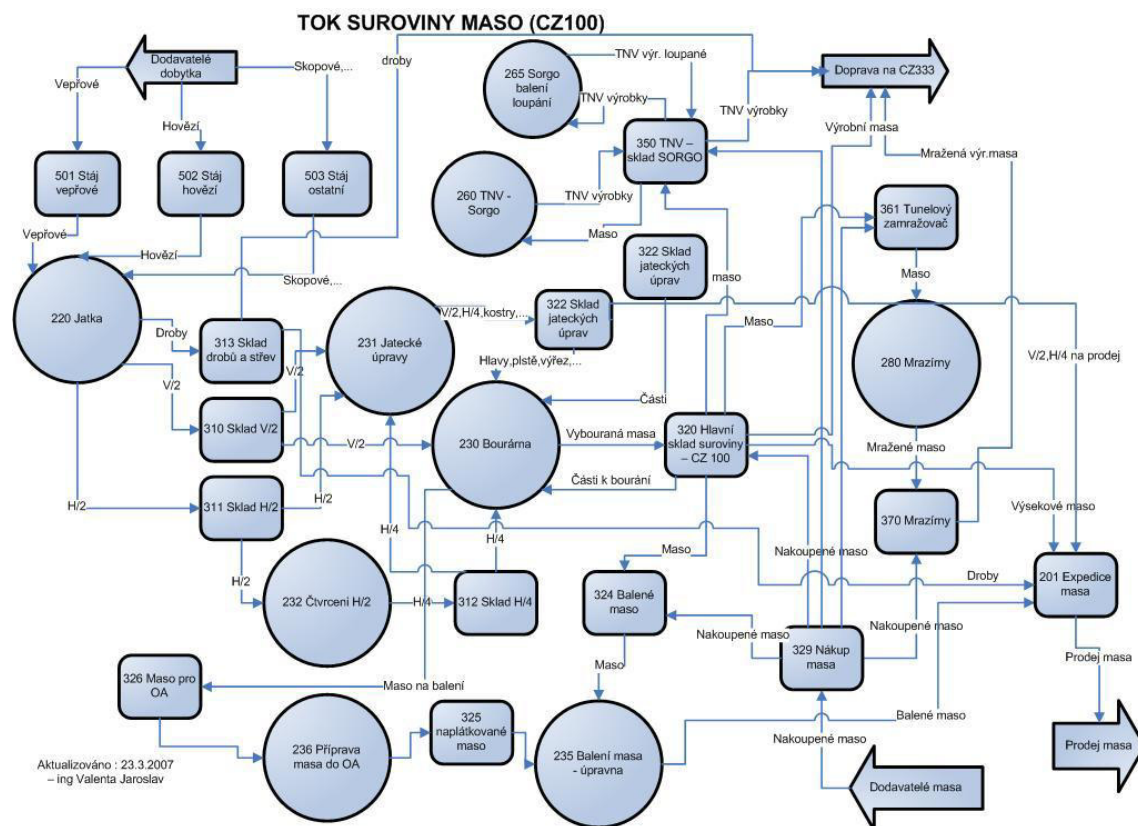 TOK SUROVINY MASO (CZ100)
Dodavatelé
dobytka
Vepřové
Skopové,...
Hovězí
droby
265 Sorgo
balení
loupání
TNV výr. loupané
TNV výrobky
TNV výrobky
Doprava na CZ333
Výrobní masa
Mražená výr.masa
501 Stáj
vepřové
502 Stáj
hovězí
503 Stáj
ostatní
350 TNV –
sklad SORGO
260 TNV -
Sorgo
TNV výrobky
Maso
361 Tunelový
zamražovač
Vepřové
Hovězí
Skopové,...
322 Sklad
jateckých
úprav
maso
Maso
220 Jatka
Droby
313 Sklad
drobů a střev
231 Jatecké
úpravy
V/2,H/4,kostry,...
322 Sklad
jateckých
úprav
Maso
280 Mrazírny
V/2,H/4 na prodej
Hlavy,plstě,výřez,...
Části
V/2
V/2
310 Sklad V/2
V/2
230 Bourárna
Vybouraná masa
320 Hlavní
sklad suroviny
– CZ 100
Mražené maso
Části k bourání
H/2
311 Sklad H/2
H/2
H/4
H/4
370 Mrazírny
Výsekové maso
Nakoupené maso
Maso
H/2
232 Čtvrceni H/2
H/4
312 Sklad H/4
324 Balené
maso
Droby
201 Expedice
masa
Nakoupené maso
Nakoupené maso
329 Nákup
masa
Maso
Prodej masa
326 Maso pro
OA
Maso na balení
325
naplátkované
maso
236 Příprava
masa do OA
235 Balení masa
- úpravna
Balené maso
Nakoupené maso
Prodej masa
Aktualizováno : 23.3.2007
– ing Valenta Jaroslav
Dodavatelé masa